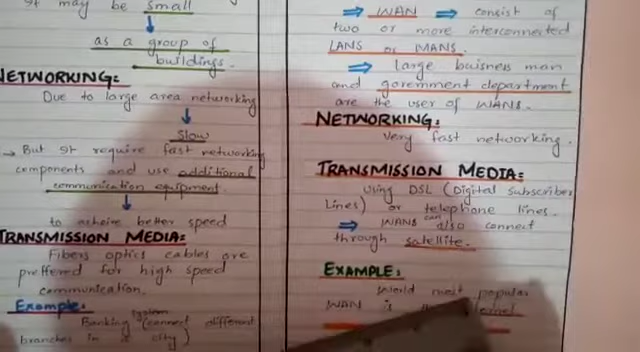 It may be small
as a group of
buildings.
NETWORKING:
Due to large area networking
slow
→ But It require fast networking
components and use additional
communication equipment
to acheive better speed
TRANSMISSION MEDIA:
Fibers optics cables are
preffered for high speed
communication.
Example:
Banking system (connect different
branches in a city)
⇒ WAN ⇒ consist of
two or more interconnected
LANS or MANS.
⇒ large buisness man
and government department
are the user of WANS.
NETWORKING:
Very fast networking.
TRANSMISSION MEDIA:
Using DSL (Digital subscriber
Lines) or telephone lines.
⇒ WANS can also connect
through satellite.
EXAMPLE:
World most popular
WAN is